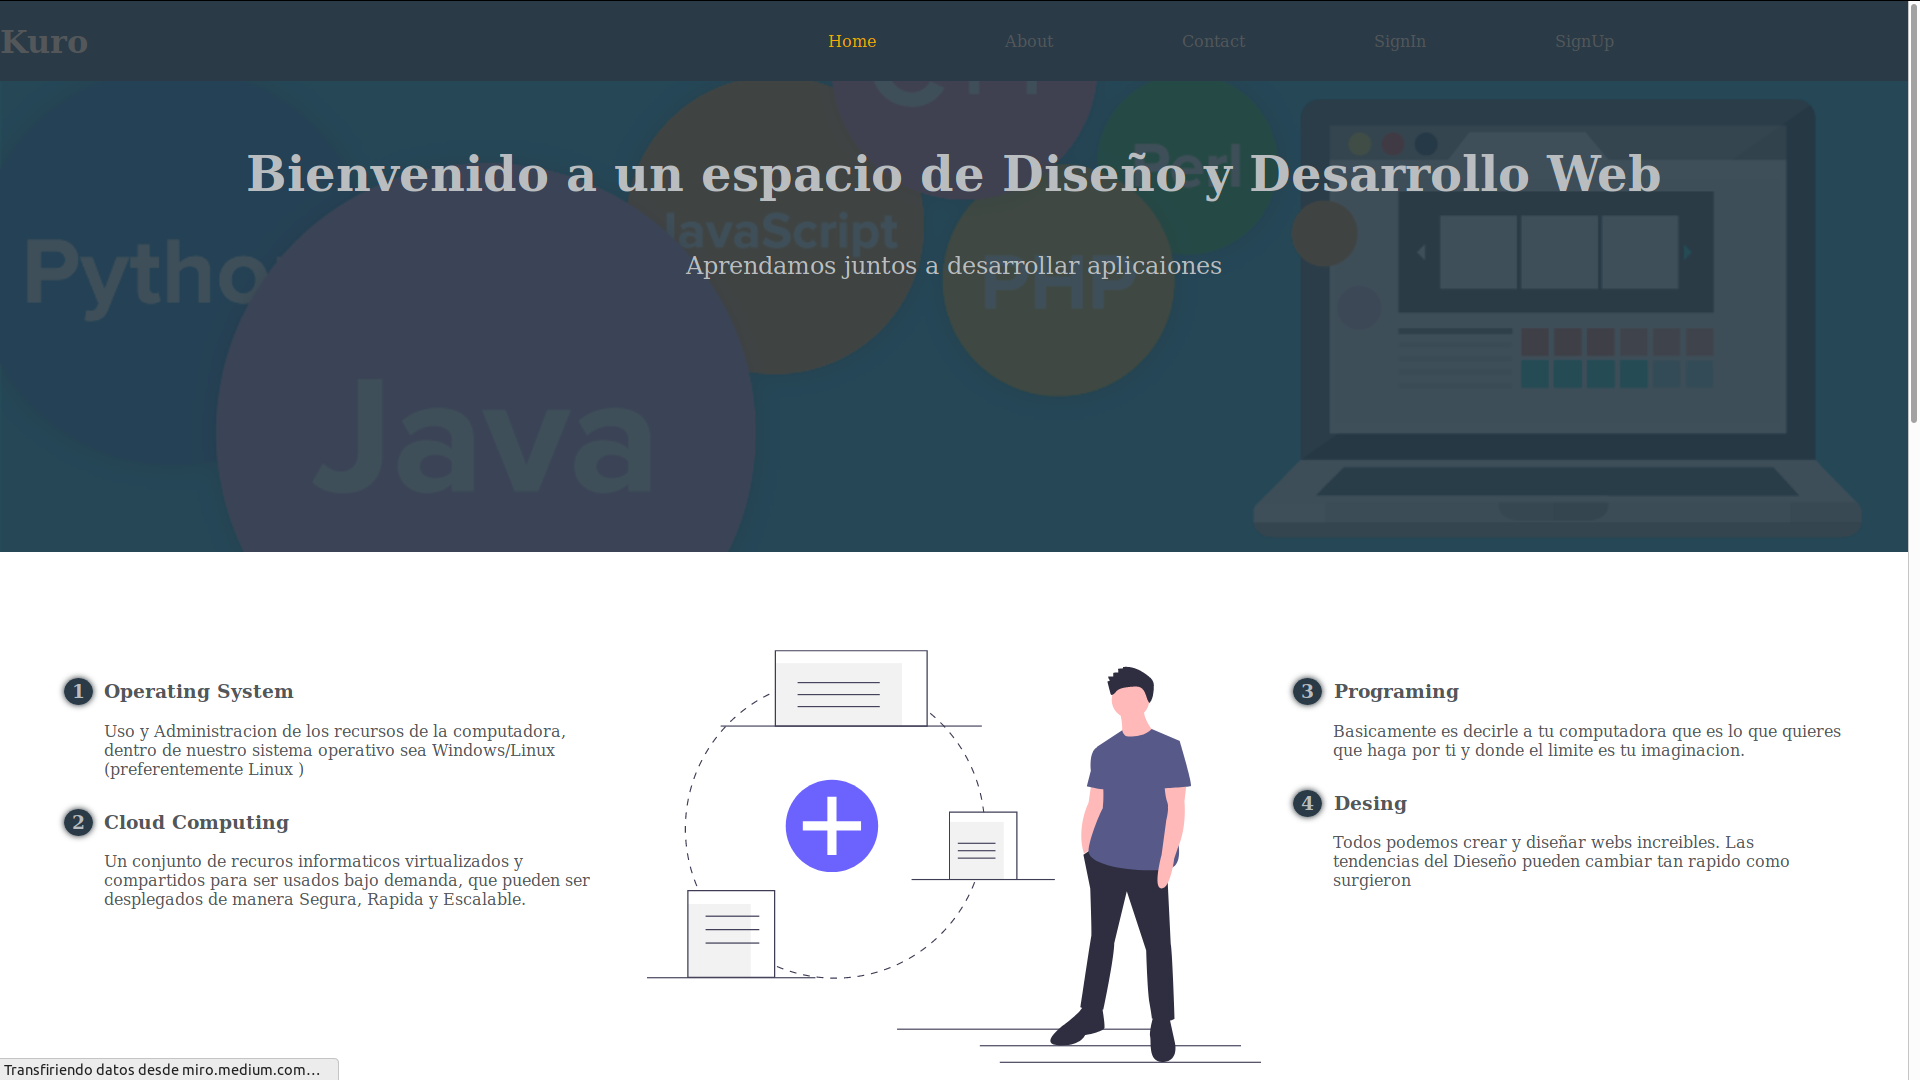 Kuro
Home About Contact SignIn SignUp
C++
Bienvenido a un espacio de Diseño y Desarrollo Web
Perl
JavaScript
Aprendamos juntos a desarrollar aplicaiones
Pytho
PHP
Java
1 Operating System
Uso y Administracion de los recursos de la computadora,
dentro de nuestro sistema operativo sea Windows/Linux
(preferentemente Linux )
2 Cloud Computing
Un conjunto de recuros informaticos virtualizados y
compartidos para ser usados bajo demanda, que pueden ser
desplegados de manera Segura, Rapida y Escalable.
3 Programing
Basicamente es decirle a tu computadora que es lo que quieres
que haga por ti y donde el limite es tu imaginacion.
4 Desing
Todos podemos crear y diseñar webs increibles. Las
tendencias del Dieseño pueden cambiar tan rapido como
surgieron
Transfiriendo datos desde miro.medium.com…